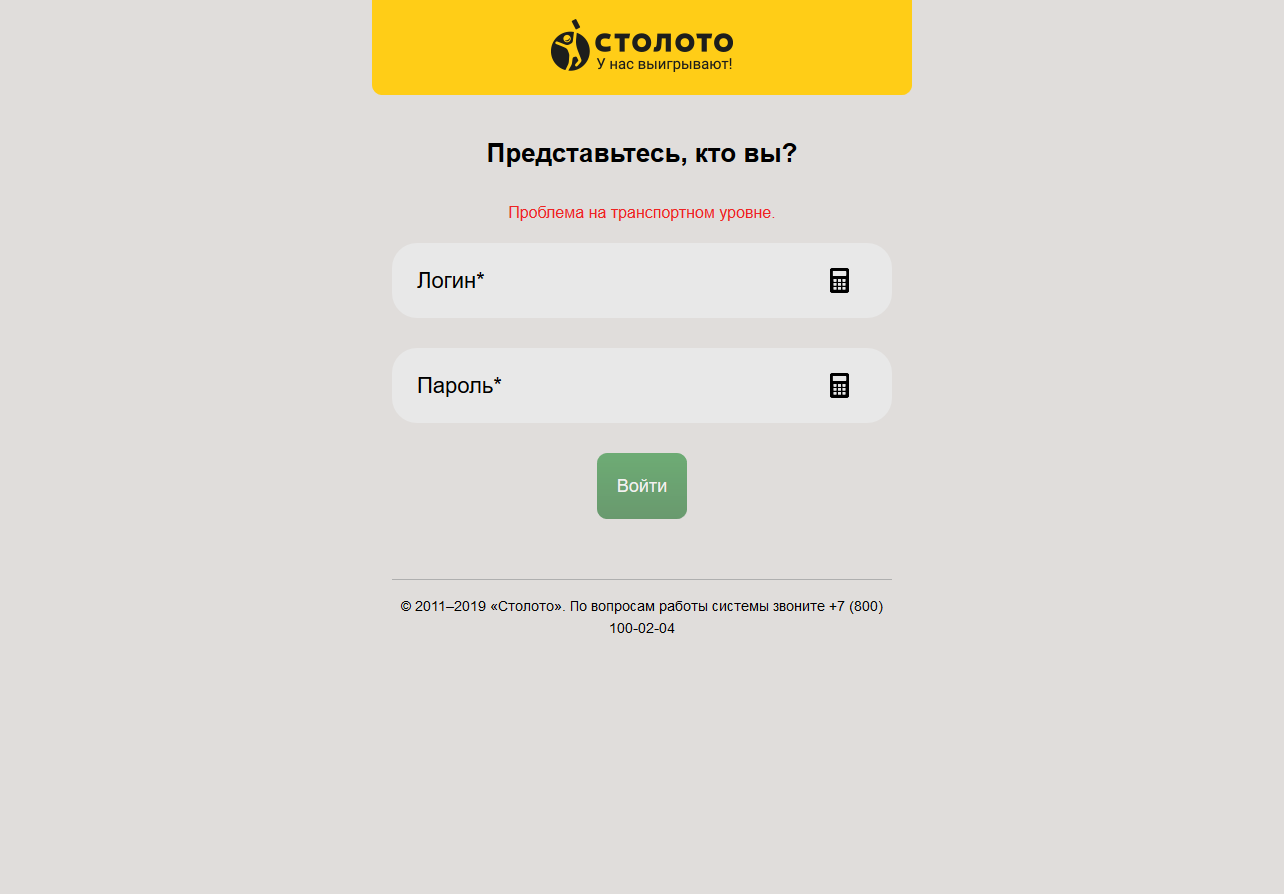 СТОЛОТО
У нас выигрывают!
Представьтесь, кто вы?
Проблема на транспортном уровне.
Логин*
Пароль*
Войти
© 2011–2019 «Столото». По вопросам работы системы звоните +7 (800)
100-02-04